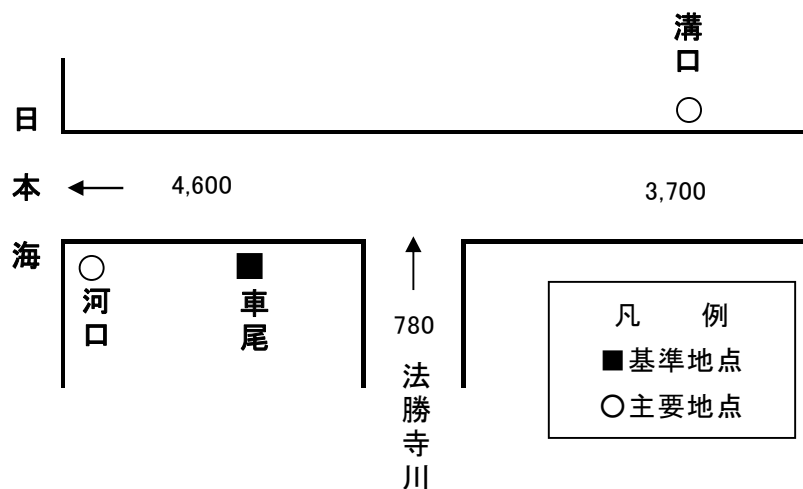 溝口
日本海
4,600
3,700
河口
車尾
780
法勝寺川
凡 例
■基準地点
○主要地点